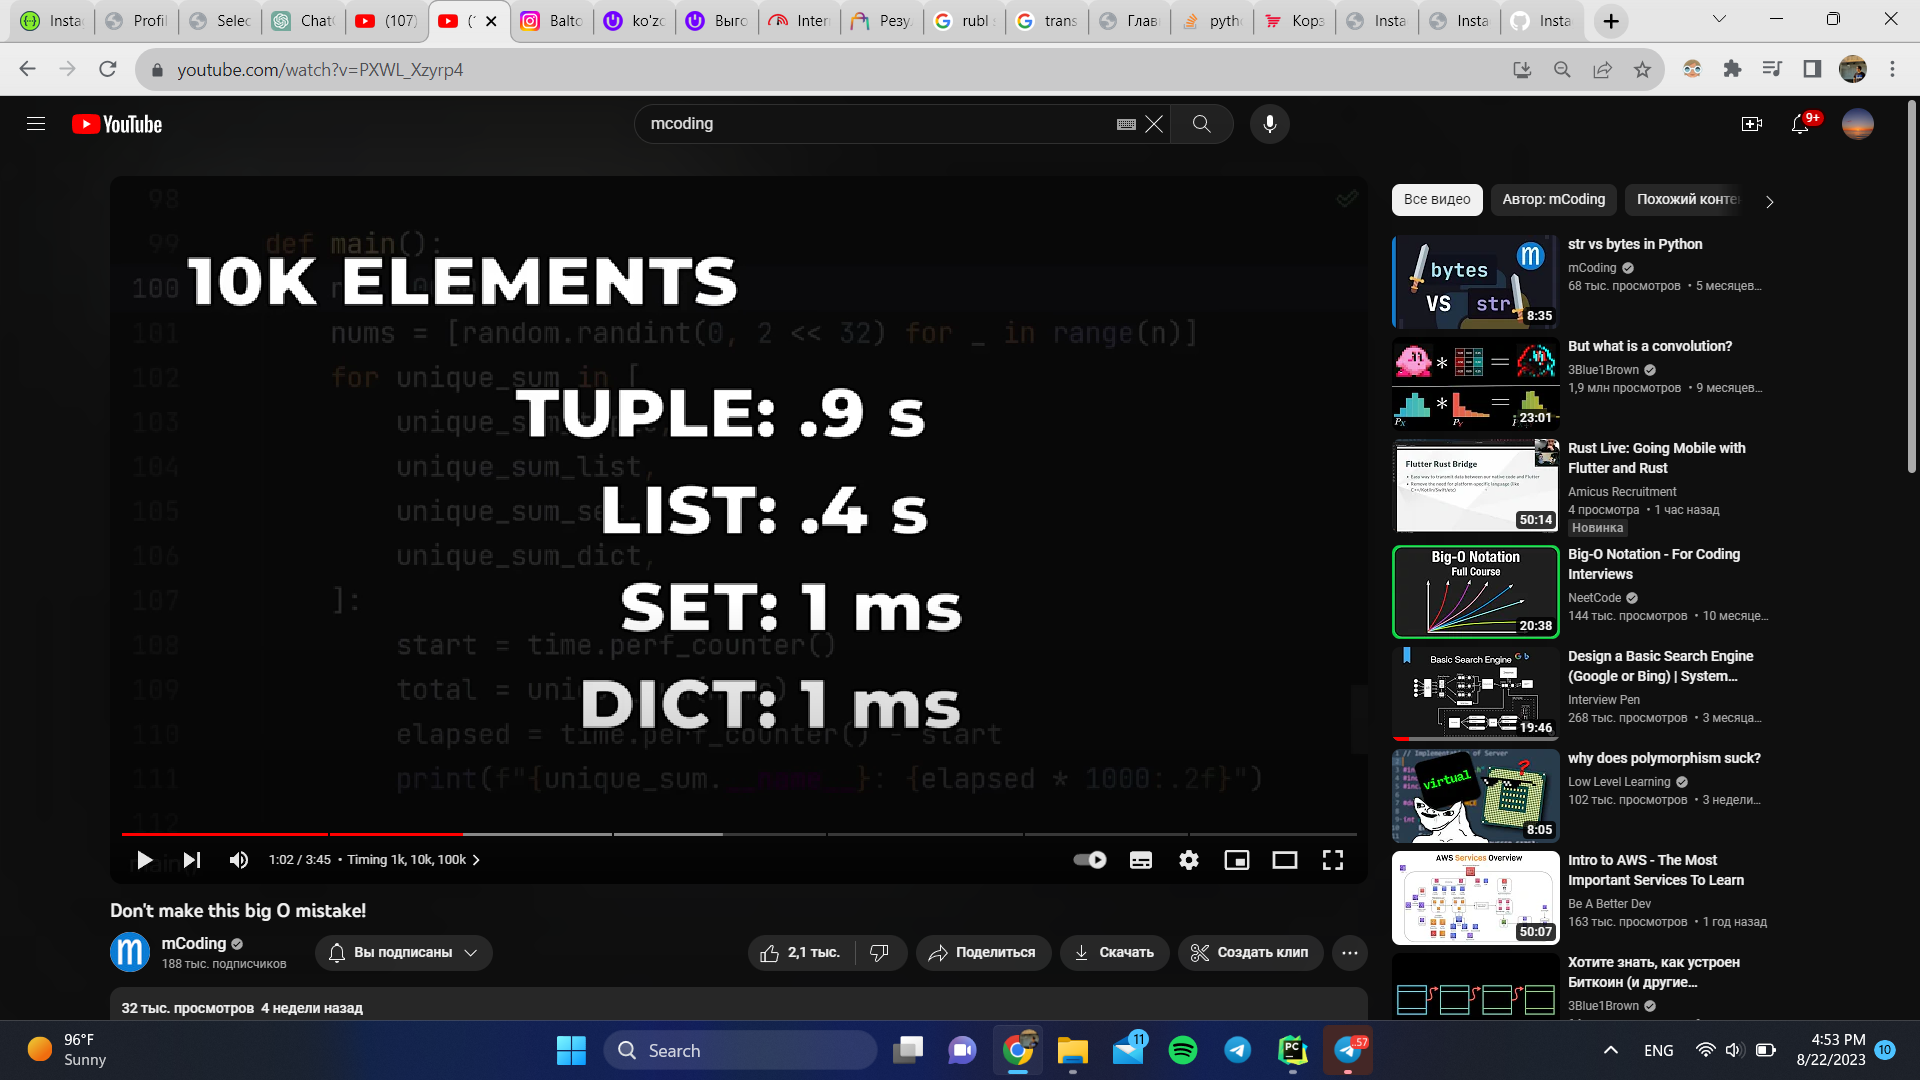 Insta
Profil
Selec
Chat
(107)
(1
Balto
ko'zo
Выго
Inter
Резу
rubl
trans
Глав
pyth
Корз
Insta
Insta
Insta
youtube.com/watch?v=PXWL_Xzyrp4
YouTube
mcoding
9+
98
99 def main():
100
10K ELEMENTS
101 nums = [random.randint(0, 2 << 32) for _ in range(n)]
102 for unique_sum in [
103
TUPLE: .9 s
104 unique_sum_list,
LIST: .4 s
105
106 unique_sum_dict,
SET: 1 ms
107 ]:
108 start = time.perf_counter()
109 total =
DICT: 1 ms
110 elapsed = time.perf_counter() - start
111 print(f"{unique_sum.__name__}: {elapsed * 1000:.2f}")
112
1:02 / 3:45 • Timing 1k, 10k, 100k
Don't make this big O mistake!
mCoding
188 тыс. подписчиков
Вы подписаны
2,1 тыс.
Поделиться
Скачать
Создать клип
32 тыс. просмотров 4 недели назад
Все видео
Автор: mCoding
Похожий конте
bytes
VS str
m
8:35
str vs bytes in Python
mCoding
68 тыс. просмотров • 5 месяцев...
23:01
But what is a convolution?
3Blue1Brown
1,9 млн просмотров • 9 месяцев...
Flutter Rust Bridge
50:14
Rust Live: Going Mobile with
Flutter and Rust
Amicus Recruitment
4 просмотра • 1 час назад
Новинка
Big-O Notation
Full Course
20:38
Big-O Notation - For Coding
Interviews
NeetCode
144 тыс. просмотров • 10 месяце...
Basic Search Engine
19:46
Design a Basic Search Engine
(Google or Bing) | System...
Interview Pen
268 тыс. просмотров • 3 месяца...
virtual
?
8:05
why does polymorphism suck?
Low Level Learning
102 тыс. просмотров • 3 недели...
AWS Services Overview
50:07
Intro to AWS - The Most
Important Services To Learn
Be A Better Dev
163 тыс. просмотров • 1 год назад
Хотите знать, как устроен
Биткоин (и другие...
3Blue1Brown
96°F
Sunny
Search
11
PC
57
ENG
4:53 PM
8/22/2023
10